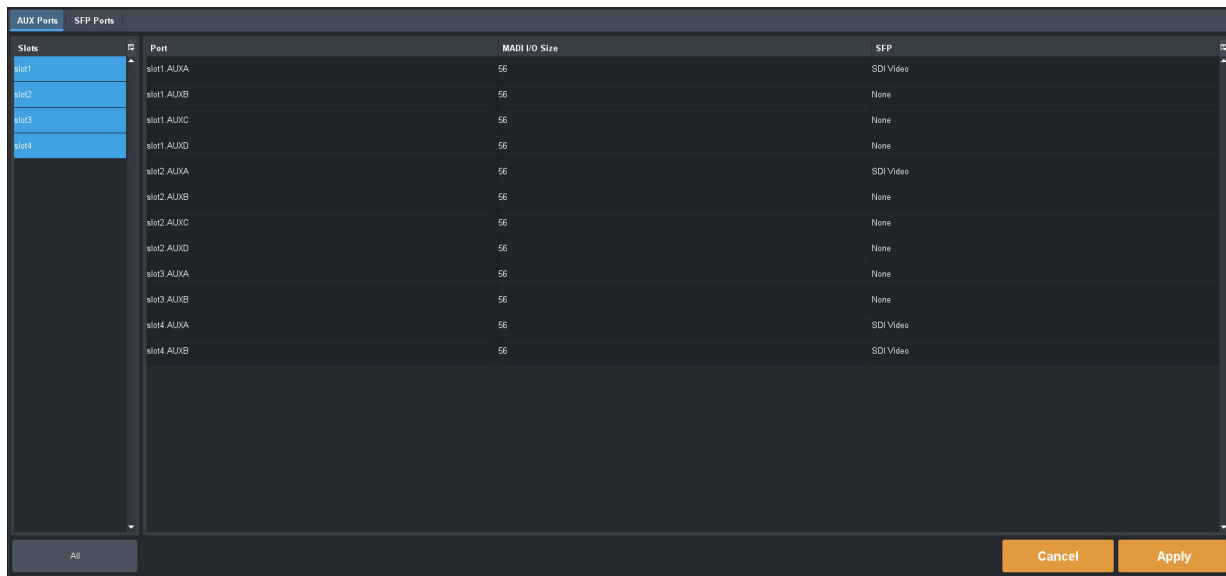 AUX Ports SFP Ports
Slots Port MADI I/O Size SFP
slot1 slot1.AUXA 56 SDI Video
slot2 slot1.AUXB 56 None
slot3 slot1.AUXC 56 None
slot4 slot1.AUXD 56 None
slot2.AUXA 56 SDI Video
slot2.AUXB 56 None
slot2.AUXC 56 None
slot2.AUXD 56 None
slot3.AUXA 56 None
slot3.AUXB 56 None
slot4.AUXA 56 SDI Video
slot4.AUXB 56 SDI Video
All Cancel Apply